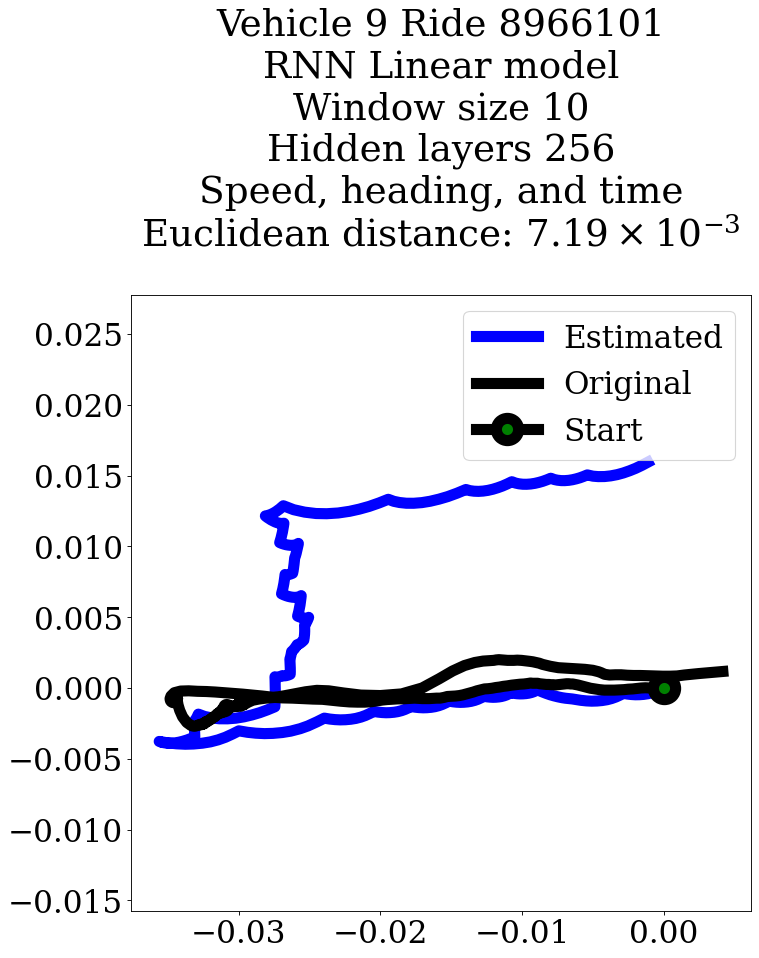 Vehicle 9 Ride 8966101
RNN Linear model
Window size 10
Hidden layers 256
Speed, heading, and time
Euclidean distance: 7.19 × 10⁻³
Estimated
Original
Start
0.025
0.020
0.015
0.010
0.005
0.000
−0.005
−0.010
−0.015
−0.03 −0.02 −0.01 0.00